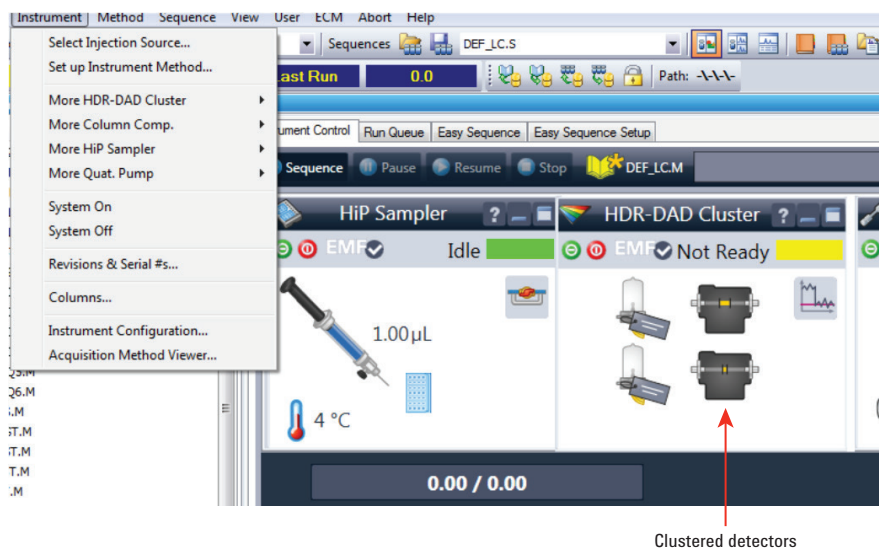 Instrument Method Sequence View User ECM Abort Help
Select Injection Source...
Set up Instrument Method...
More HDR-DAD Cluster
More Column Comp.
More HiP Sampler
More Quat. Pump
System On
System Off
Revisions & Serial #s...
Columns...
Instrument Configuration...
Acquisition Method Viewer...
Sequences DEF_LC.S
Last Run 0.0 Path: -\-\-\-
Instrument Control Run Queue Easy Sequence Easy Sequence Setup
Sequence Pause Resume Stop DEF_LC.M
HiP Sampler ?
EMF Idle
1.00 µL
4 °C
HDR-DAD Cluster ?
EMF Not Ready
Q6.M
.M
ST.M
ST.M
T.M
.M
0.00 / 0.00
Clustered detectors